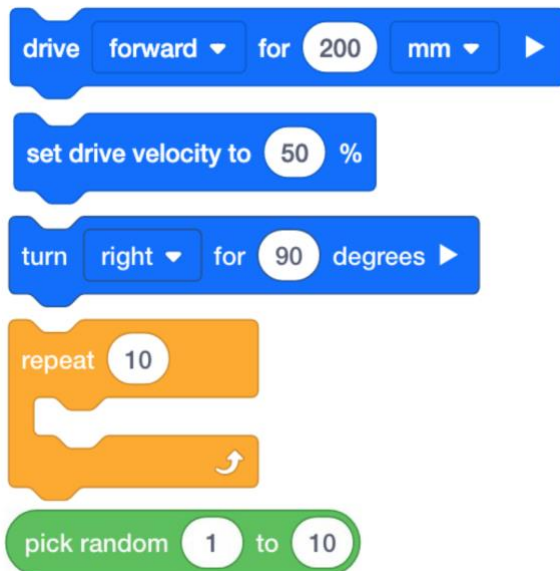 drive forward for 200 mm
set drive velocity to 50 %
turn right for 90 degrees
repeat 10
pick random 1 to 10